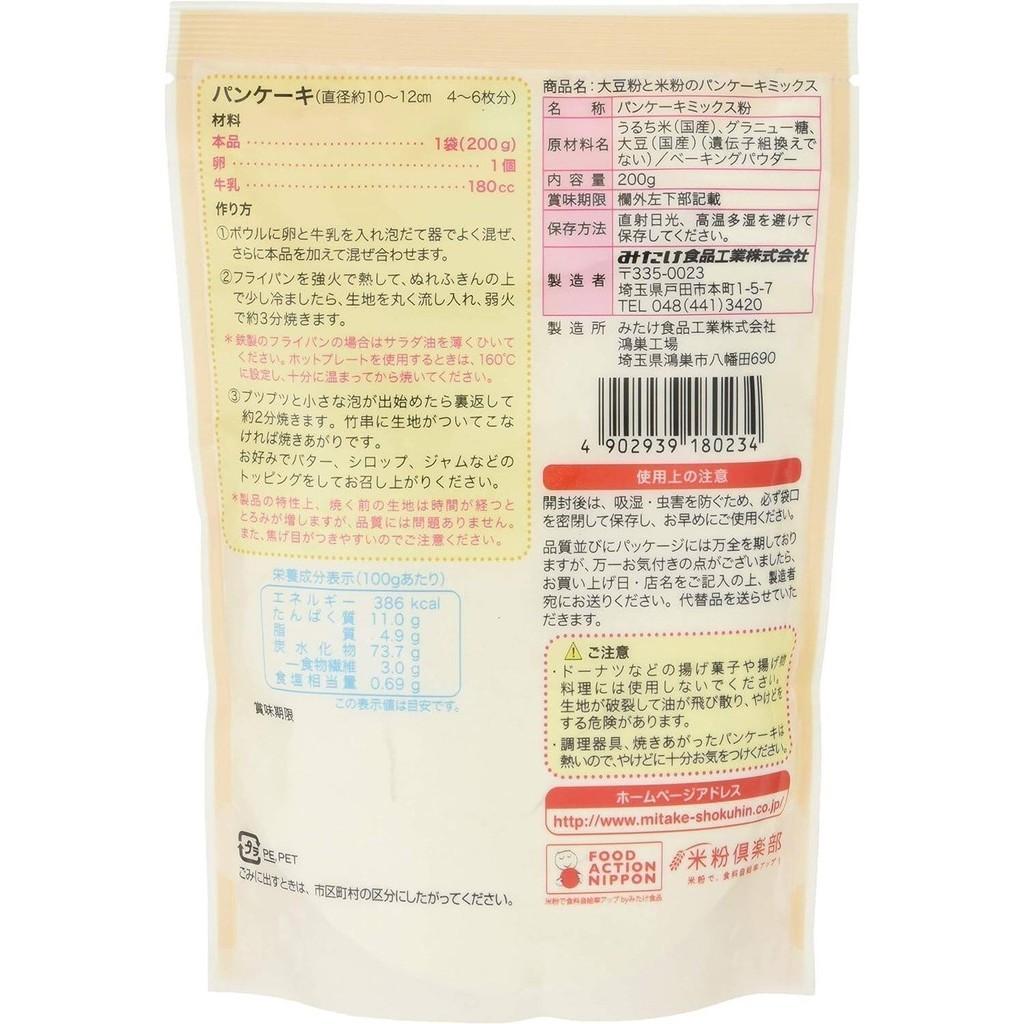 パンケーキ(直径約10〜12㎝ 4〜6枚分)
材料
本品 1袋(200g)
卵 1個
牛乳 180cc
作り方
①ボウルに卵と牛乳を入れ泡だて器でよく混ぜ、
さらに本品を加えて混ぜ合わせます。
②フライパンを強火で熱して、ぬれふきんの上
で少し冷ましたら、生地を丸く流し入れ、弱火
で約3分焼きます。
*鉄製のフライパンの場合はサラダ油を薄くひいて
ください。ホットプレートを使用するときは、160℃
に設定し、十分に温まってから焼いてください。
③プツプツと小さな泡が出始めたら裏返して
約2分焼きます。竹串に生地がついてこな
ければ焼きあがりです。
お好みでバター、シロップ、ジャムなどの
トッピングをしてお召し上がりください。
*製品の特性上、焼く前の生地は時間が経つと
とろみが増しますが、品質には問題ありません。
また、焦げ目がつきやすいのでご注意ください。
栄養成分表示(100gあたり)
エネルギー 386 kcal
たんぱく質 11.0 g
脂質 4.9 g
炭水化物 73.7 g
―食物繊維 3.0 g
食塩相当量 0.69 g
この表示値は目安です。
賞味期限
プラ PE,PET
ごみに出すときは、市区町村の区分にしたがってください。
商品名:大豆粉と米粉のパンケーキミックス
名称 パンケーキミックス粉
原材料名 うるち米(国産)、グラニュー糖、
大豆(国産)(遺伝子組換えで
ない)/ベーキングパウダー
内容量 200g
賞味期限 欄外左下部記載
保存方法 直射日光、高温多湿を避けて
保存してください。
製造者 みたけ食品工業株式会社
〒335-0023
埼玉県戸田市本町1-5-7
TEL 048(441)3420
製造所 みたけ食品工業株式会社
鴻巣工場
埼玉県鴻巣市八幡田690
4 902939 180234
使用上の注意
開封後は、吸湿・虫害を防ぐため、必ず袋口
を密閉して保存し、お早めにご使用ください。
品質並びにパッケージには万全を期しており
ますが、万一お気付きの点がございましたら、
お買い上げ日・店名をご記入の上、製造者
宛にお送りください。代替品を送らせていた
だきます。
ご注意
・ドーナツなどの揚げ菓子や揚げ物
料理には使用しないでください。
生地が破裂して油が飛び散り、やけどを
する危険があります。
・調理器具、焼きあがったパンケーキは
熱いので、やけどに十分お気をつけください。
ホームページアドレス
http://www.mitake-shokuhin.co.jp/
FOOD
ACTION
NIPPON
米粉倶楽部
米粉で、食料自給率アップ!
米粉で食料自給率アップ byみたけ食品